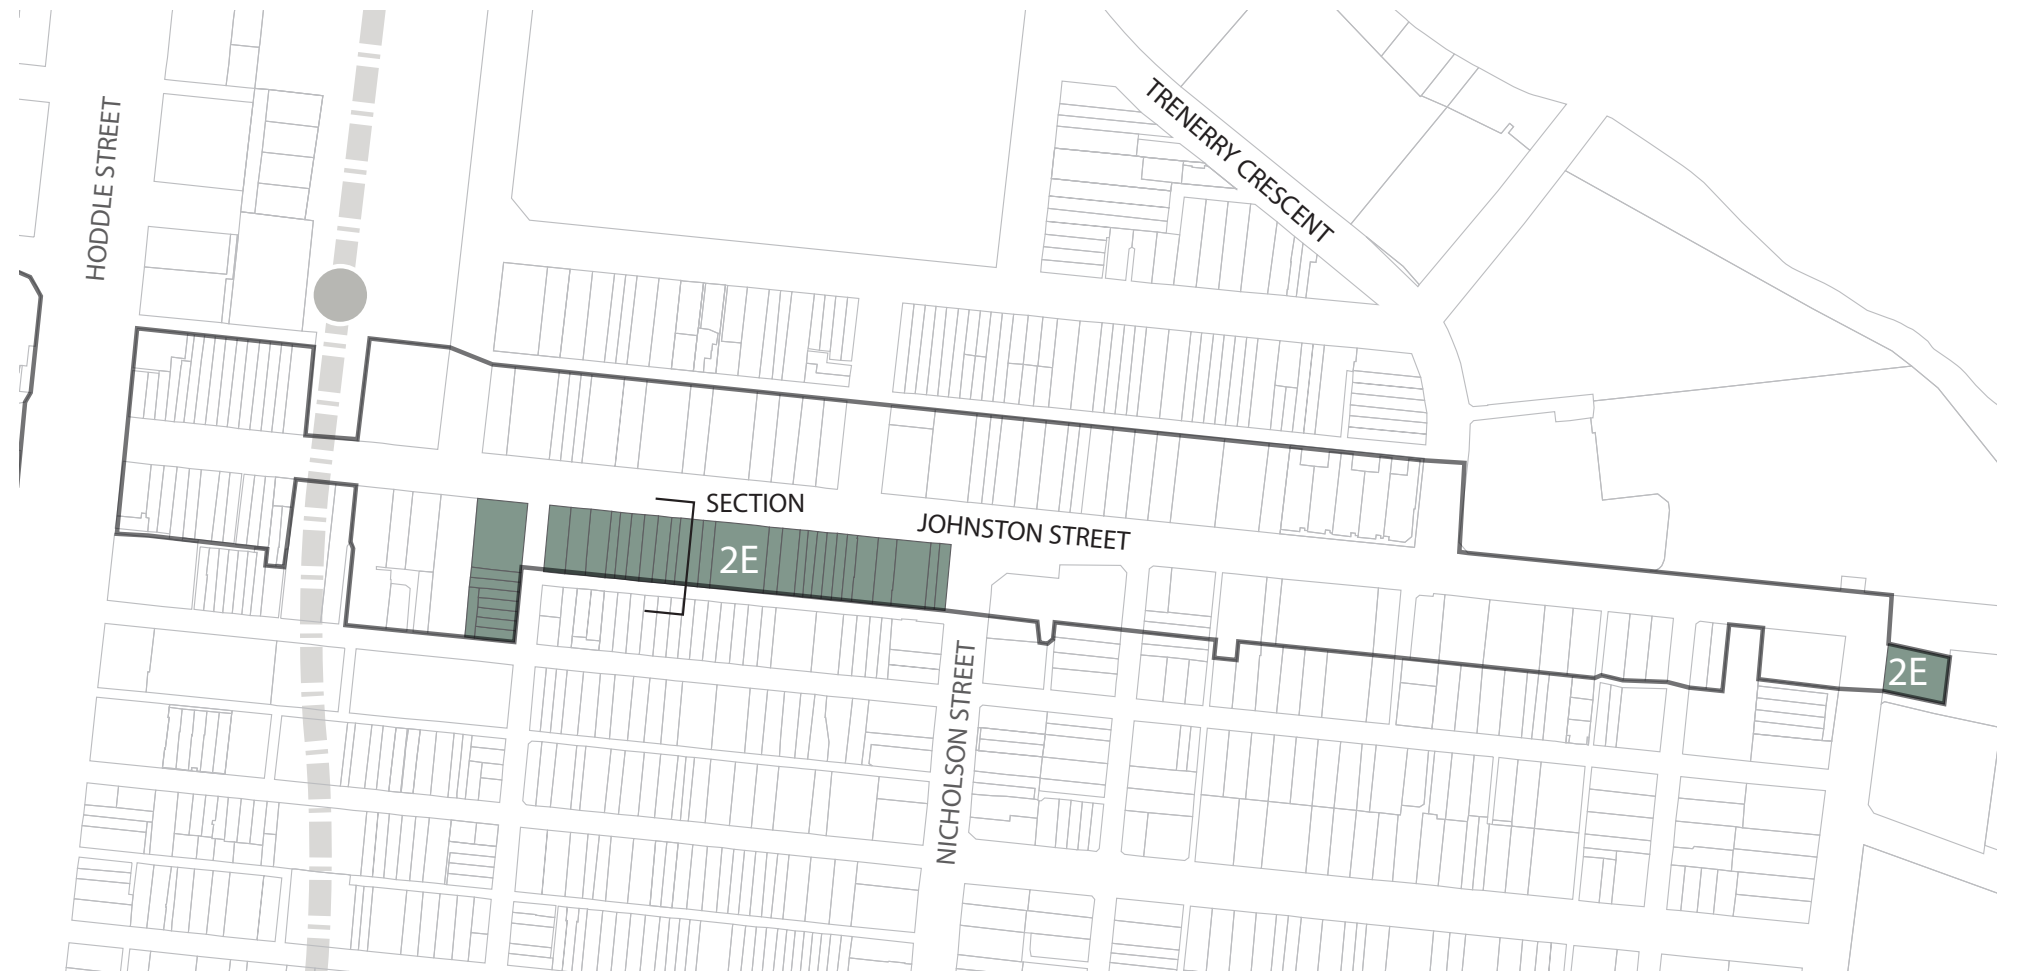 TRENERRY CRESCENT
HODDLE STREET
SECTION
JOHNSTON STREET
2E
2E
NICHOLSON STREET